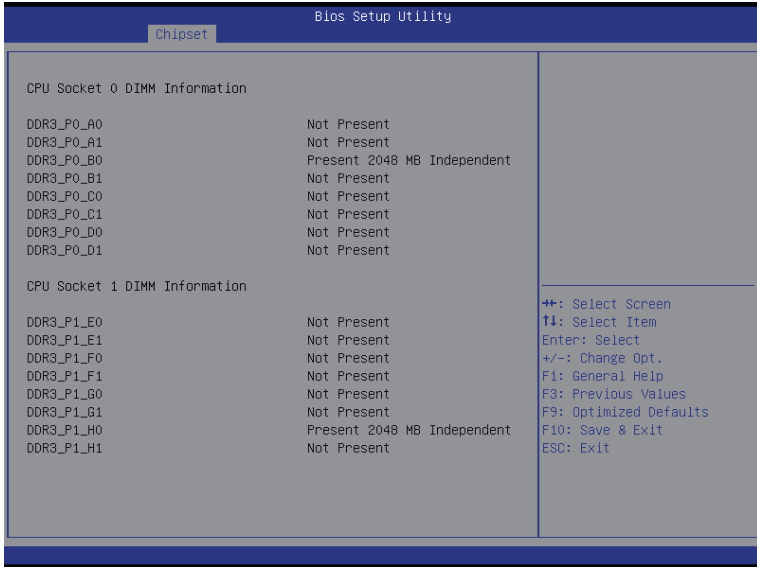 Bios Setup Utility
Chipset
CPU Socket 0 DIMM Information
DDR3_P0_A0 Not Present
DDR3_P0_A1 Not Present
DDR3_P0_B0 Present 2048 MB Independent
DDR3_P0_B1 Not Present
DDR3_P0_C0 Not Present
DDR3_P0_C1 Not Present
DDR3_P0_D0 Not Present
DDR3_P0_D1 Not Present
CPU Socket 1 DIMM Information
DDR3_P1_E0 Not Present
DDR3_P1_E1 Not Present
DDR3_P1_F0 Not Present
DDR3_P1_F1 Not Present
DDR3_P1_G0 Not Present
DDR3_P1_G1 Not Present
DDR3_P1_H0 Present 2048 MB Independent
DDR3_P1_H1 Not Present
→←: Select Screen
↑↓: Select Item
Enter: Select
+/-: Change Opt.
F1: General Help
F3: Previous Values
F9: Optimized Defaults
F10: Save & Exit
ESC: Exit